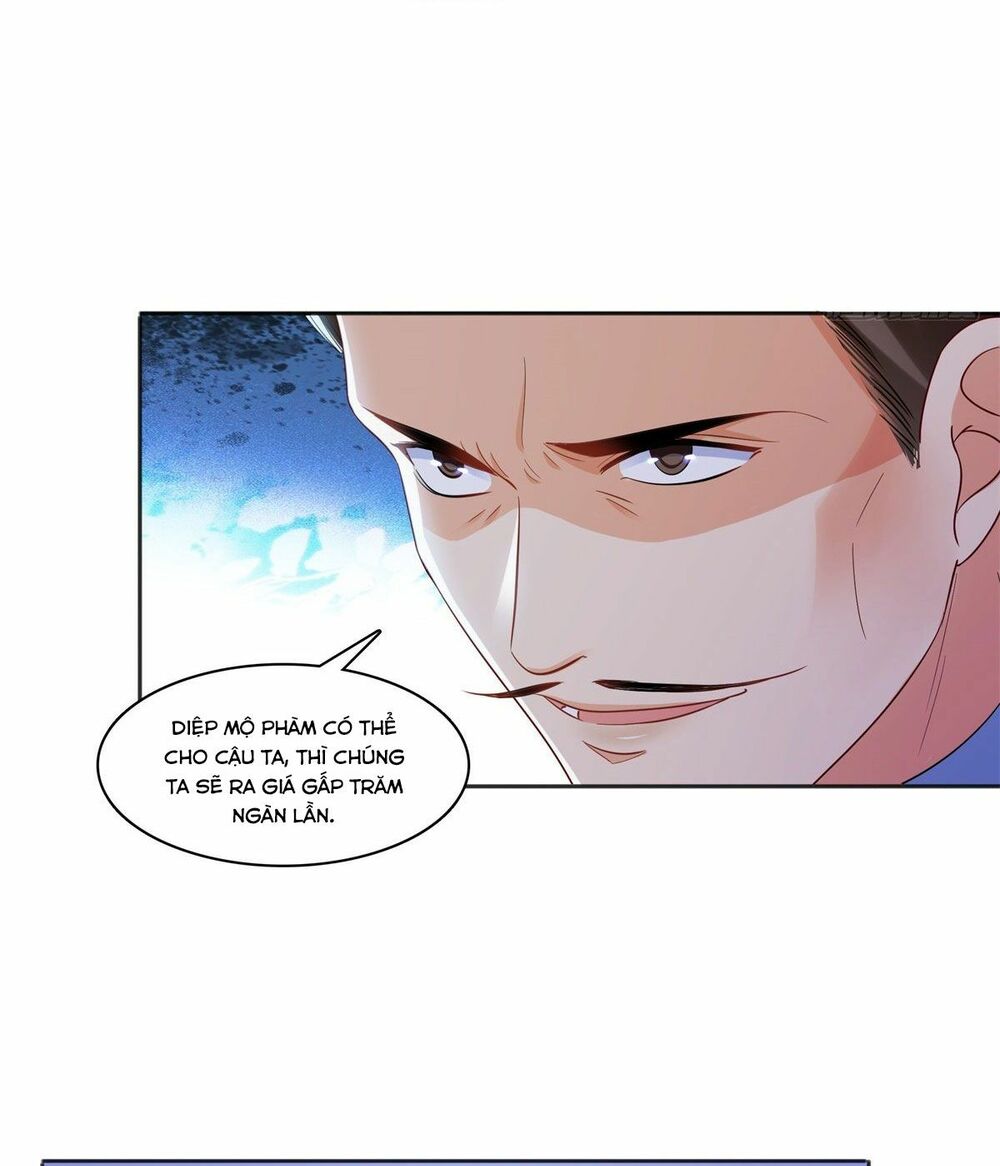 DIỆP MỘ PHÀM CÓ THỂ
CHO CẬU TA, THÌ CHÚNG
TA SẼ RA GIÁ GẤP TRĂM
NGÀN LẦN.